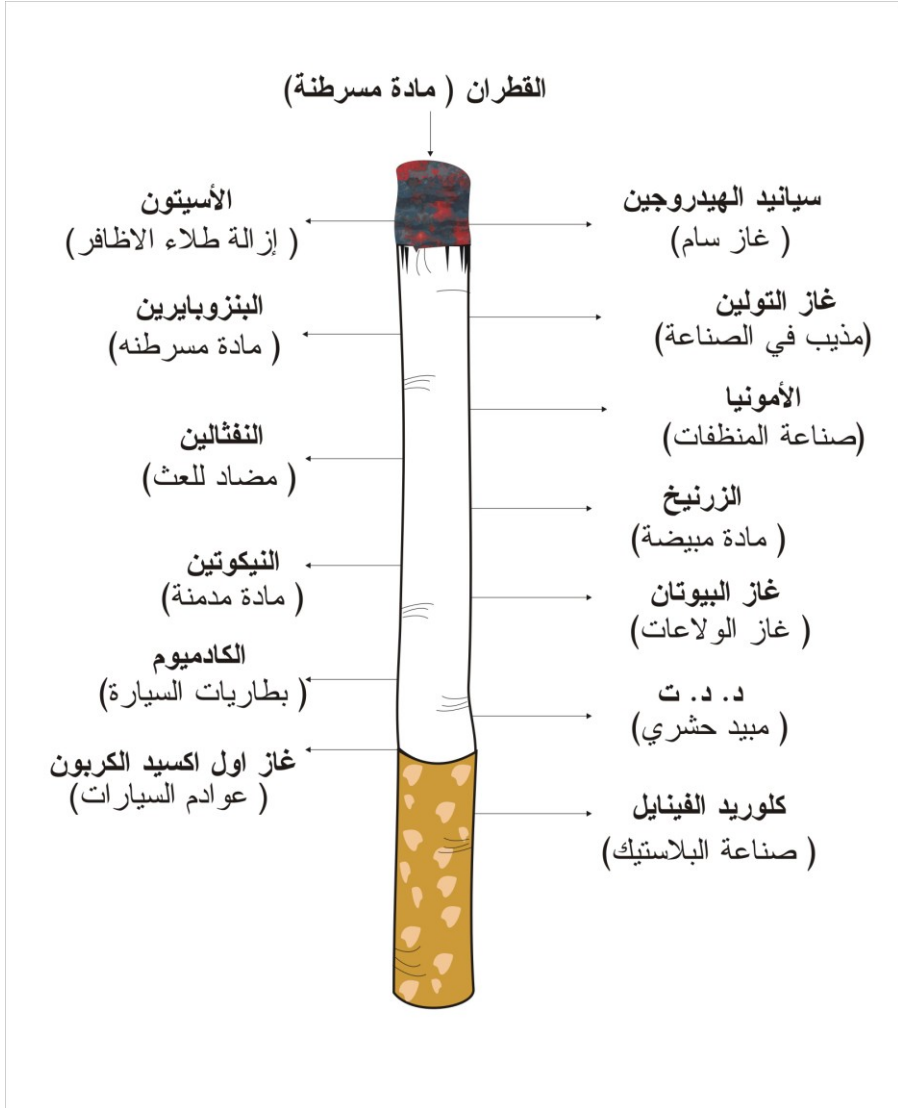 القطران ( مادة مسرطنة)
سيانيد الهيدروجين
( غاز سام)
غاز التولين
(مذيب في الصناعة)
الأمونيا
(صناعة المنظفات)
الزرنيخ
( مادة مبيضة)
غاز البيوتان
( غاز الولاعات)
د. د. ت
( مبيد حشري)
كلوريد الفينايل
( صناعة البلاستيك)
الأسيتون
( إزالة طلاء الاظافر)
البنزوبايرين
( مادة مسرطنه)
النفثالين
( مضاد للعث)
النيكوتين
( مادة مدمنة)
الكادميوم
( بطاريات السيارة)
غاز اول اكسيد الكربون
( عوادم السيارات)